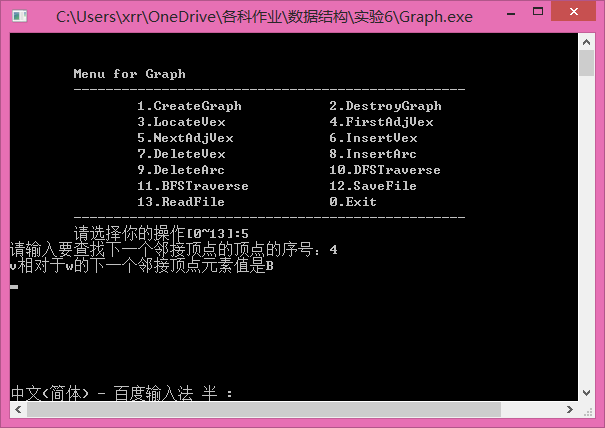 C:\Users\xrr\OneDrive\各科作业\数据结构\实验6\Graph.exe
Menu for Graph
1.CreateGraph 2.DestroyGraph
3.LocateVex 4.FirstAdjVex
5.NextAdjVex 6.InsertVex
7.DeleteVex 8.InsertArc
9.DeleteArc 10.DFSTraverse
11.BFSTraverse 12.SaveFile
13.ReadFile 0.Exit
请选择你的操作[0~13]:5
请输入要查找下一个邻接顶点的顶点的序号：4
v相对于w的下一个邻接顶点元素值是B
中文(简体) - 百度输入法 半 :